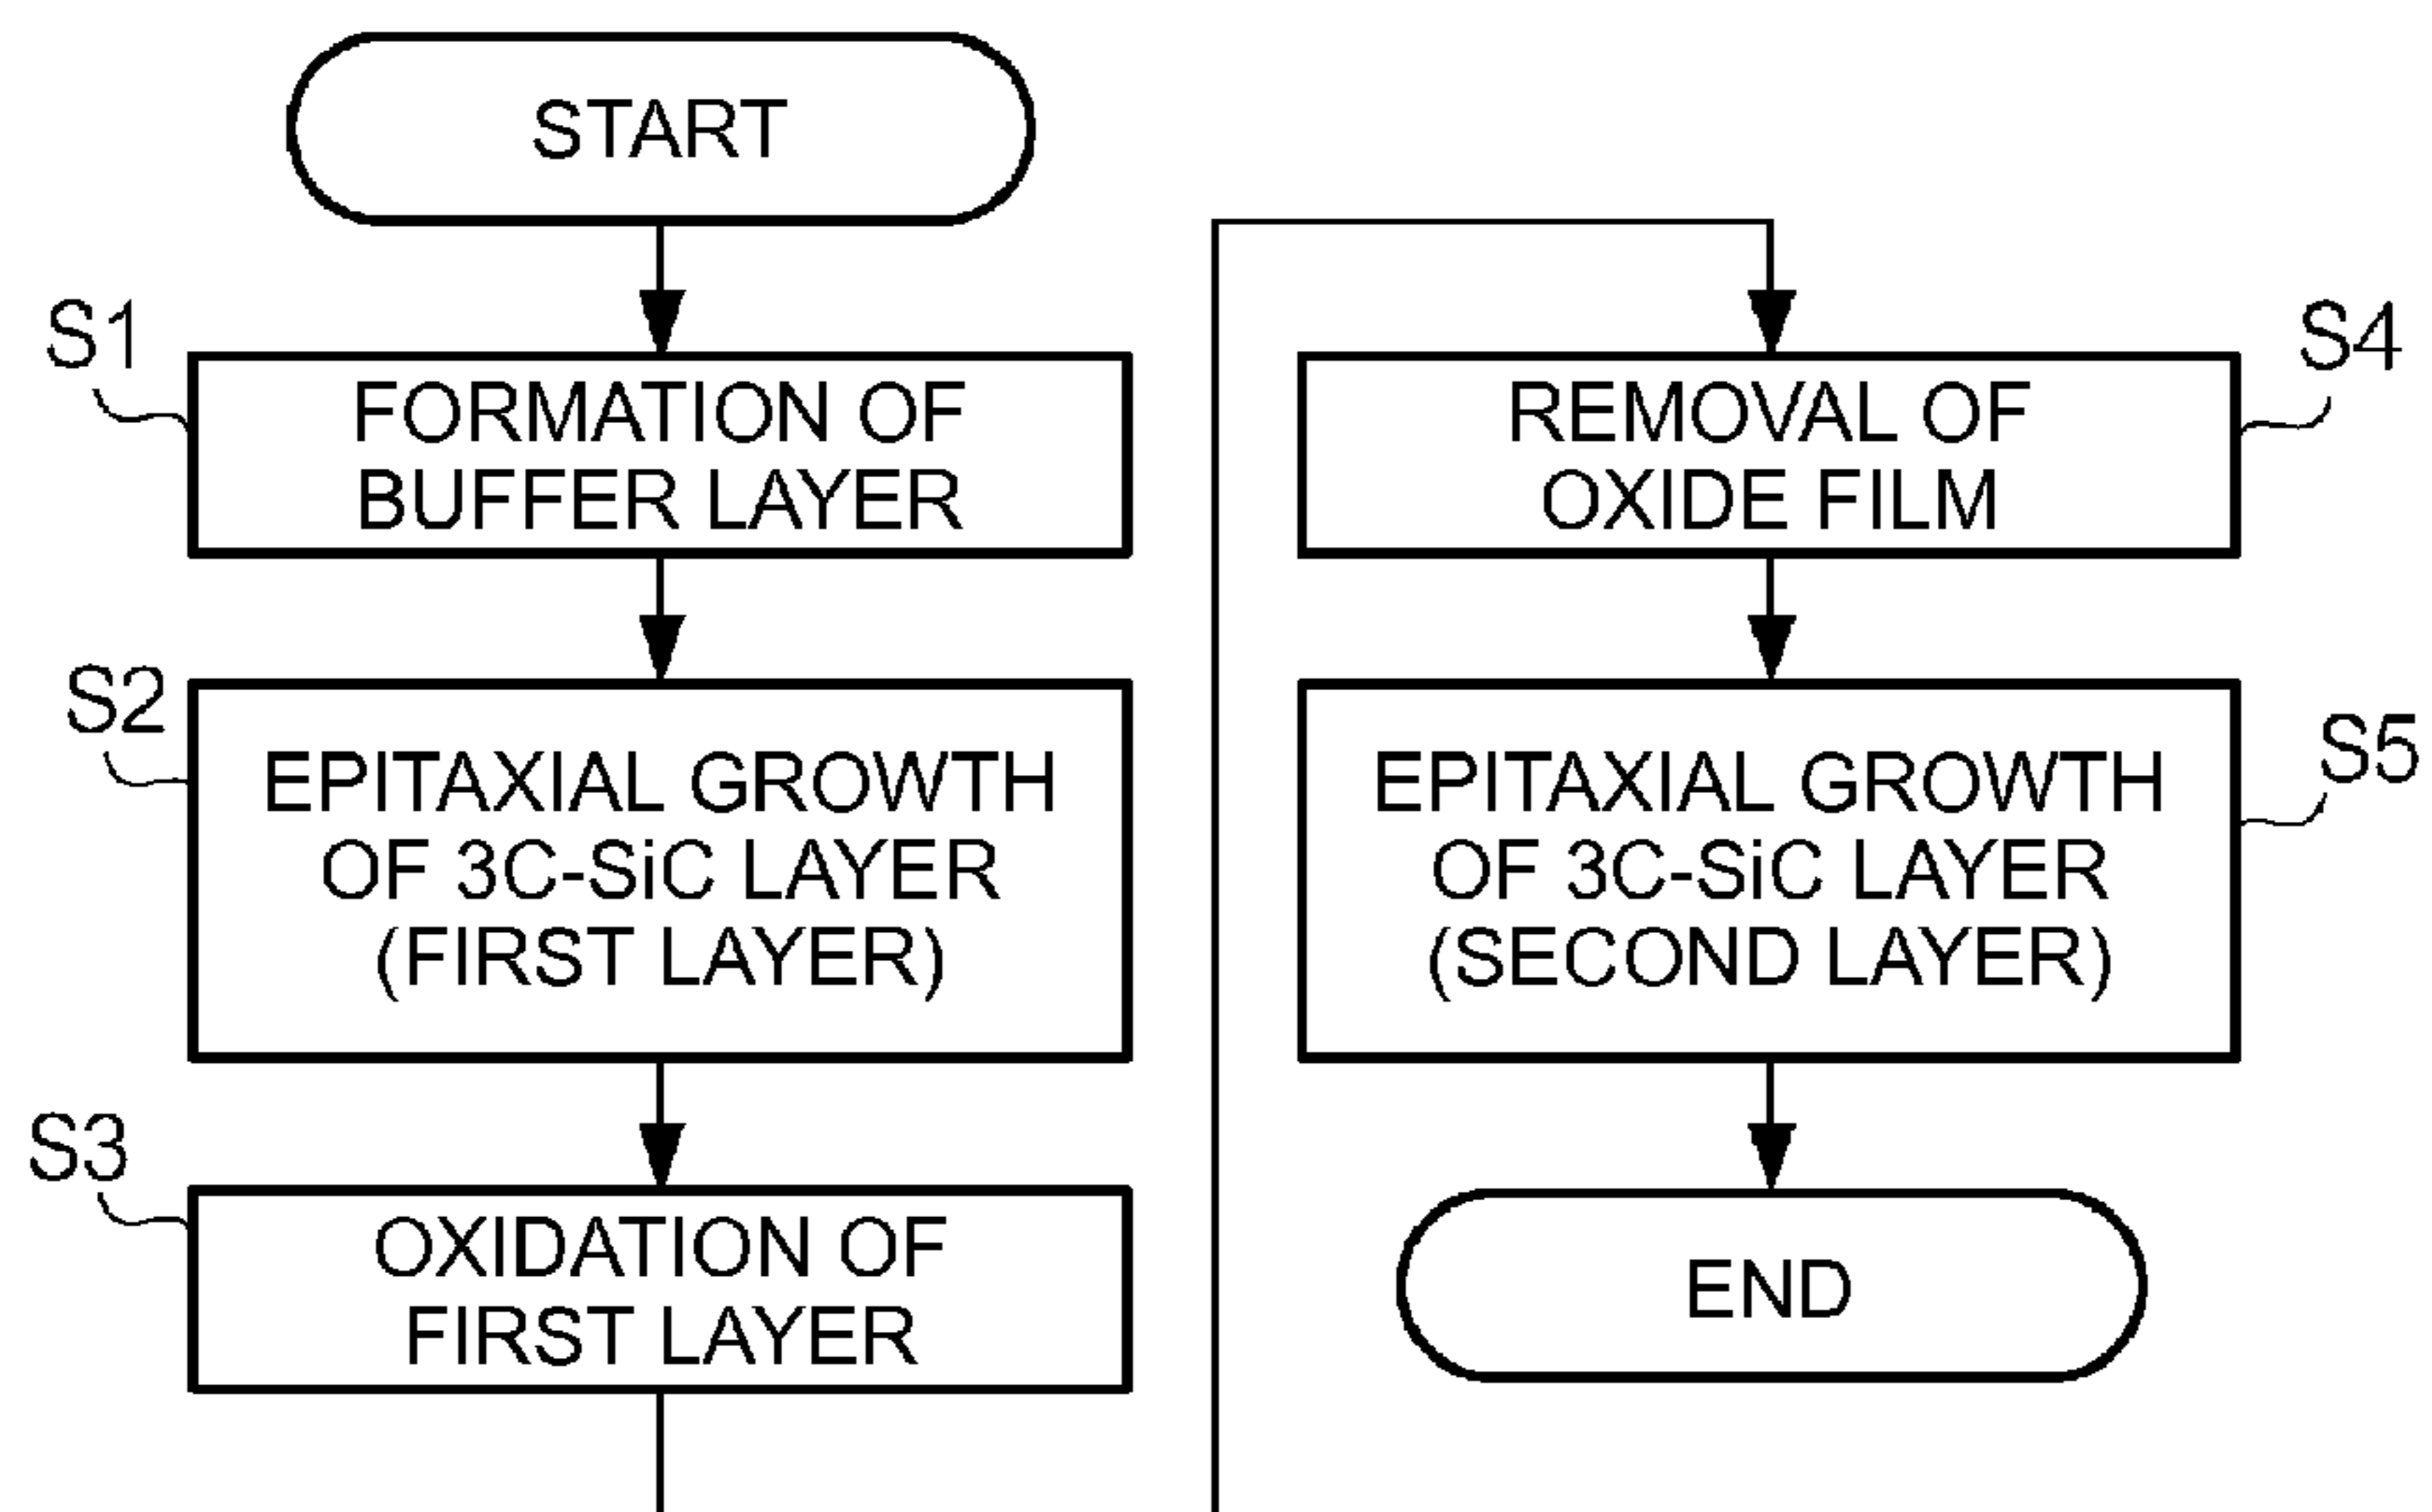 START
S1
FORMATION OF
BUFFER LAYER
S2
EPITAXIAL GROWTH
OF 3C-SiC LAYER
(FIRST LAYER)
S3
OXIDATION OF
FIRST LAYER
S4
REMOVAL OF
OXIDE FILM
S5
EPITAXIAL GROWTH
OF 3C-SiC LAYER
(SECOND LAYER)
END